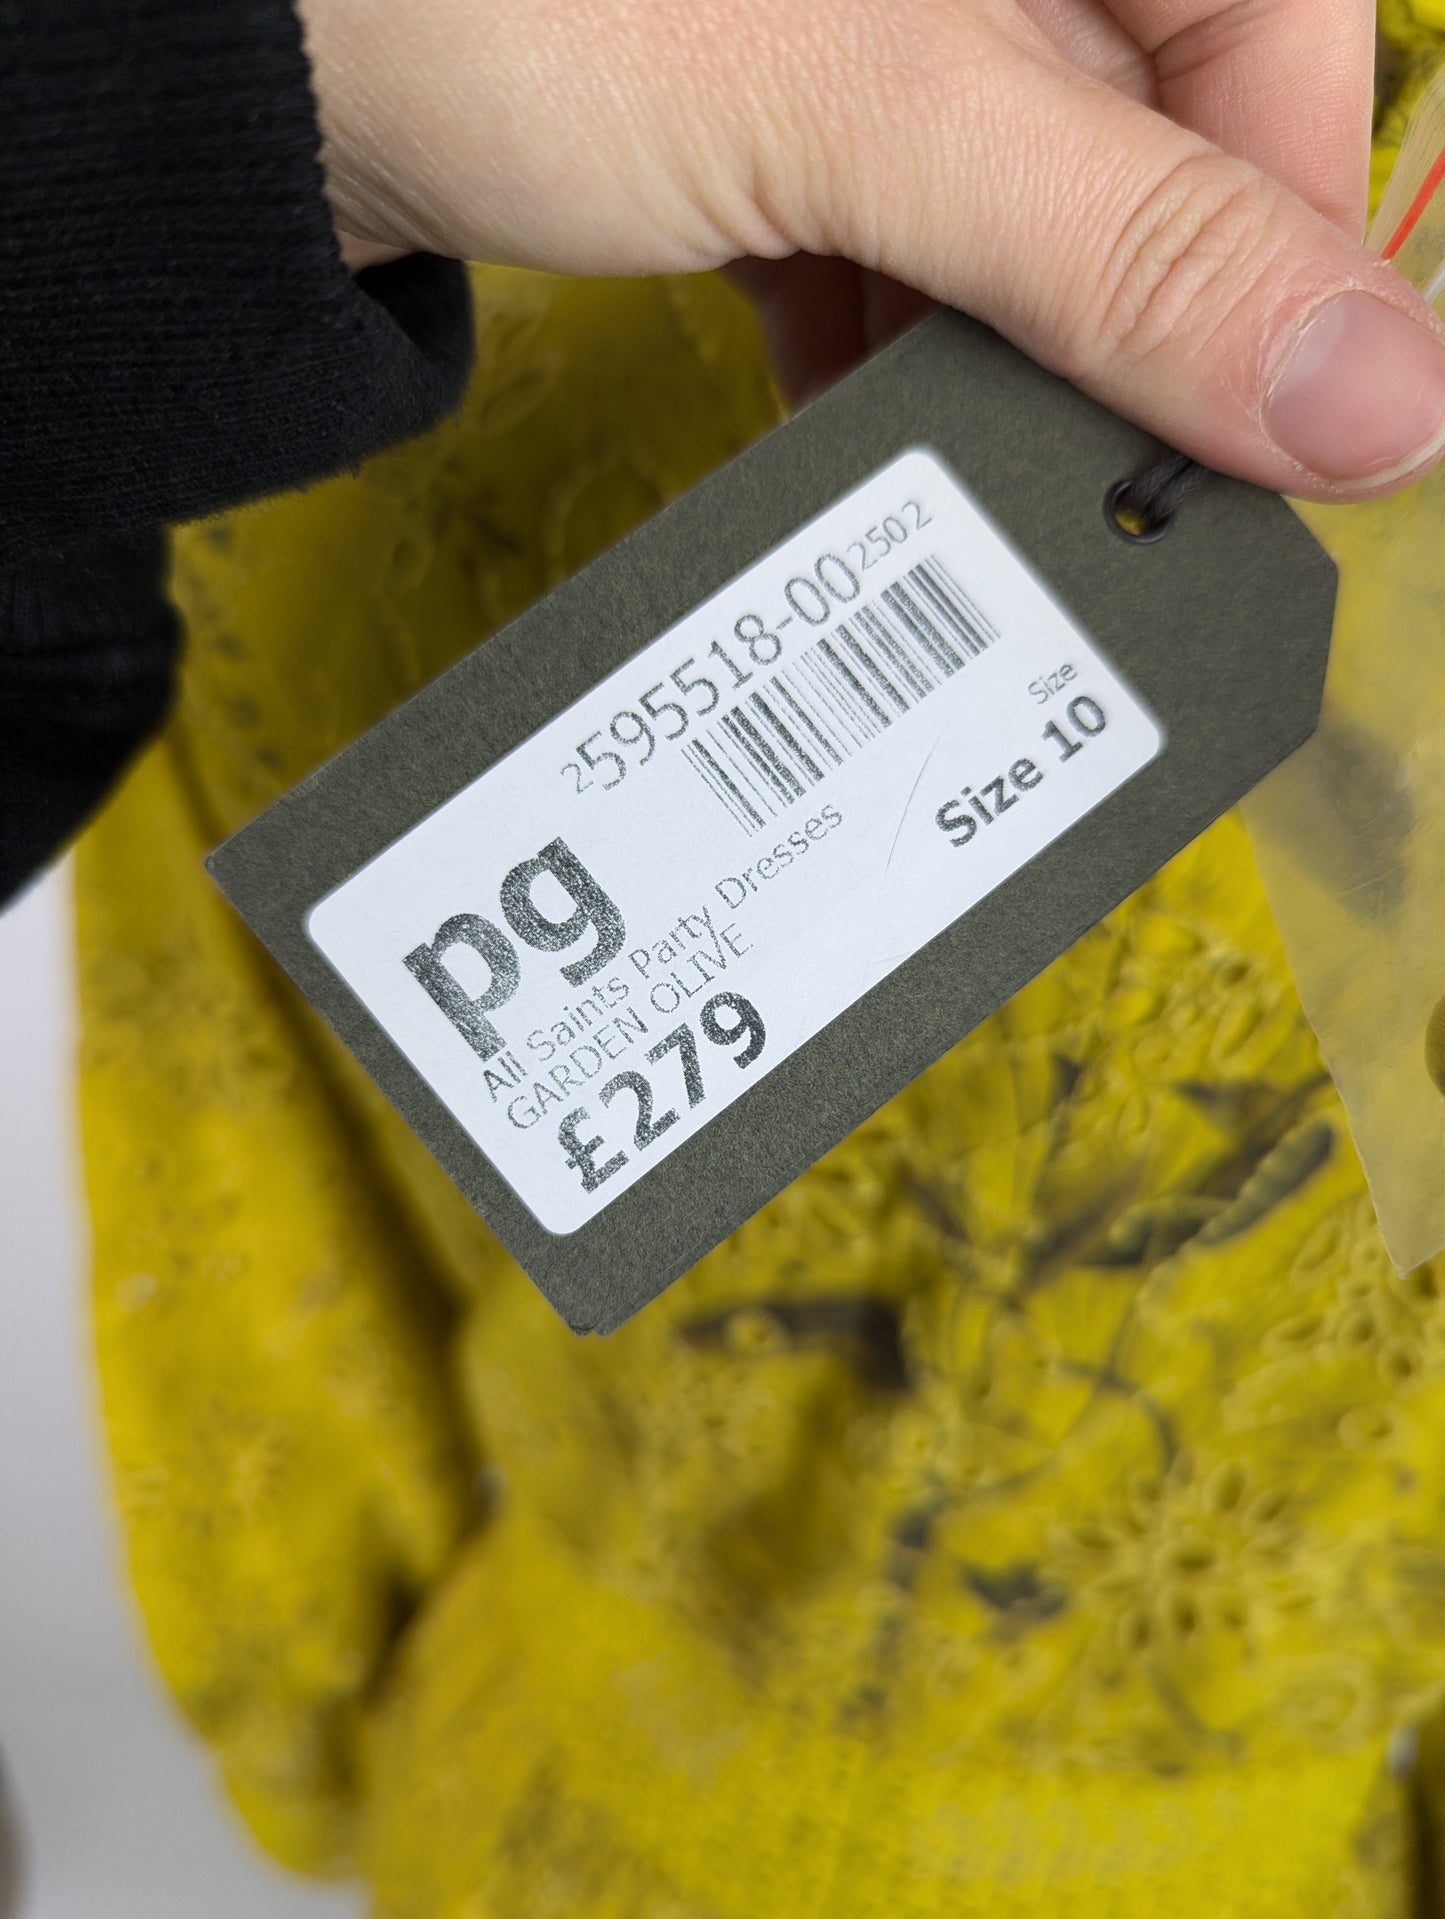 2595518-002502
Size
Size 10
pg
All Saints Party Dresses
GARDEN OLIVE
£279